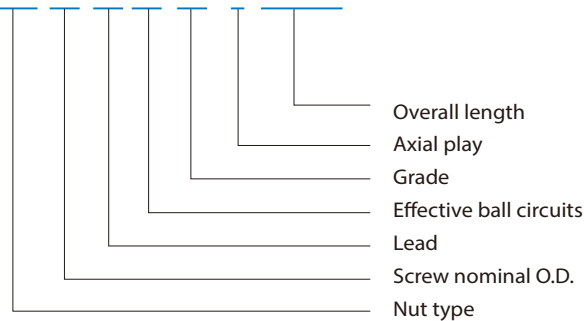 Overall length
Axial play
Grade
Effective ball circuits
Lead
Screw nominal O.D.
Nut type